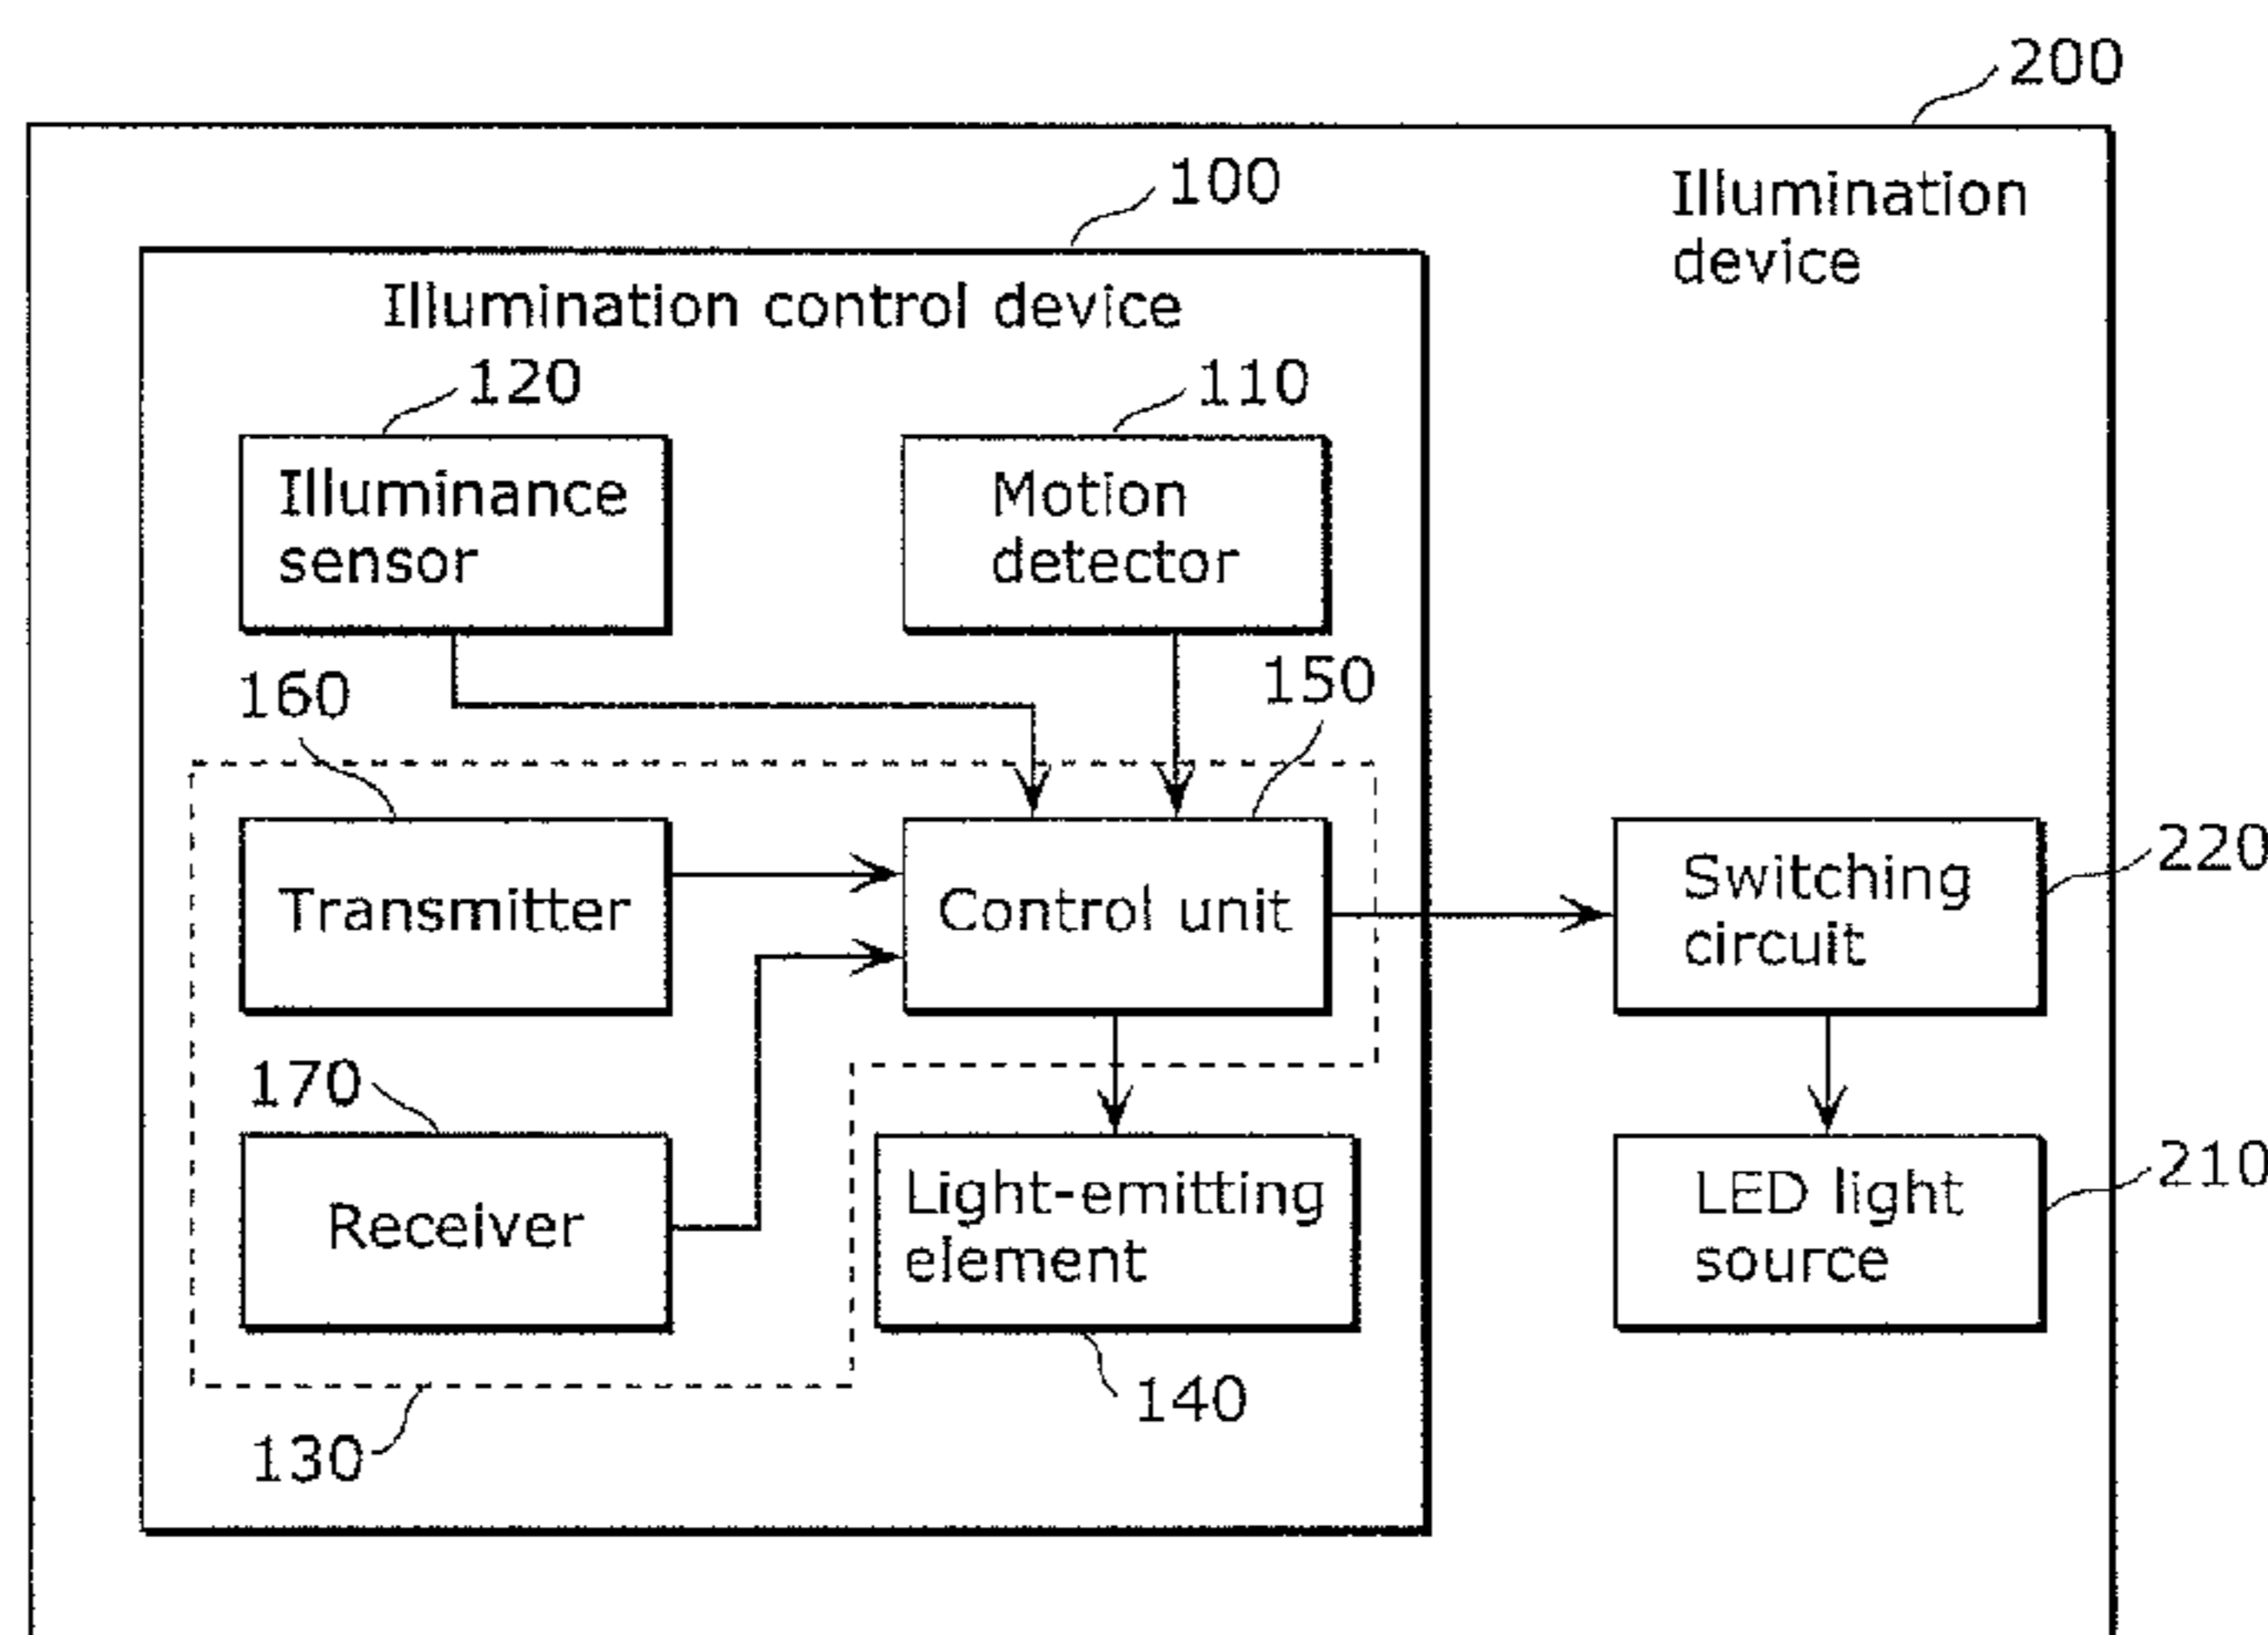 200
100
Illumination
device
Illumination control device
120
110
Illuminance
sensor
Motion
detector
160
150
Transmitter
Control unit
Switching
circuit
220
170
Receiver
Light-emitting
element
LED light
source
210
140
130